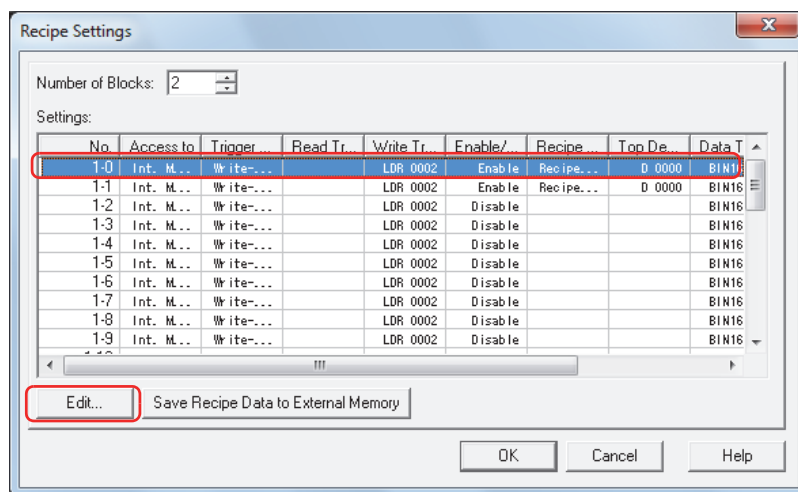 Recipe Settings
Number of Blocks: 2
Settings:
No. Access to Trigger ... Read Tr... Write Tr... Enable/... Recipe ... Top De... Data T
1-0 Int. M... Write-... LDR 0002 Enable Recipe... D 0000 BIN16
1-1 Int. M... Write-... LDR 0002 Enable Recipe... D 0000 BIN16
1-2 Int. M... Write-... LDR 0002 Disable BIN16
1-3 Int. M... Write-... LDR 0002 Disable BIN16
1-4 Int. M... Write-... LDR 0002 Disable BIN16
1-5 Int. M... Write-... LDR 0002 Disable BIN16
1-6 Int. M... Write-... LDR 0002 Disable BIN16
1-7 Int. M... Write-... LDR 0002 Disable BIN16
1-8 Int. M... Write-... LDR 0002 Disable BIN16
1-9 Int. M... Write-... LDR 0002 Disable BIN16
Edit... Save Recipe Data to External Memory
OK Cancel Help